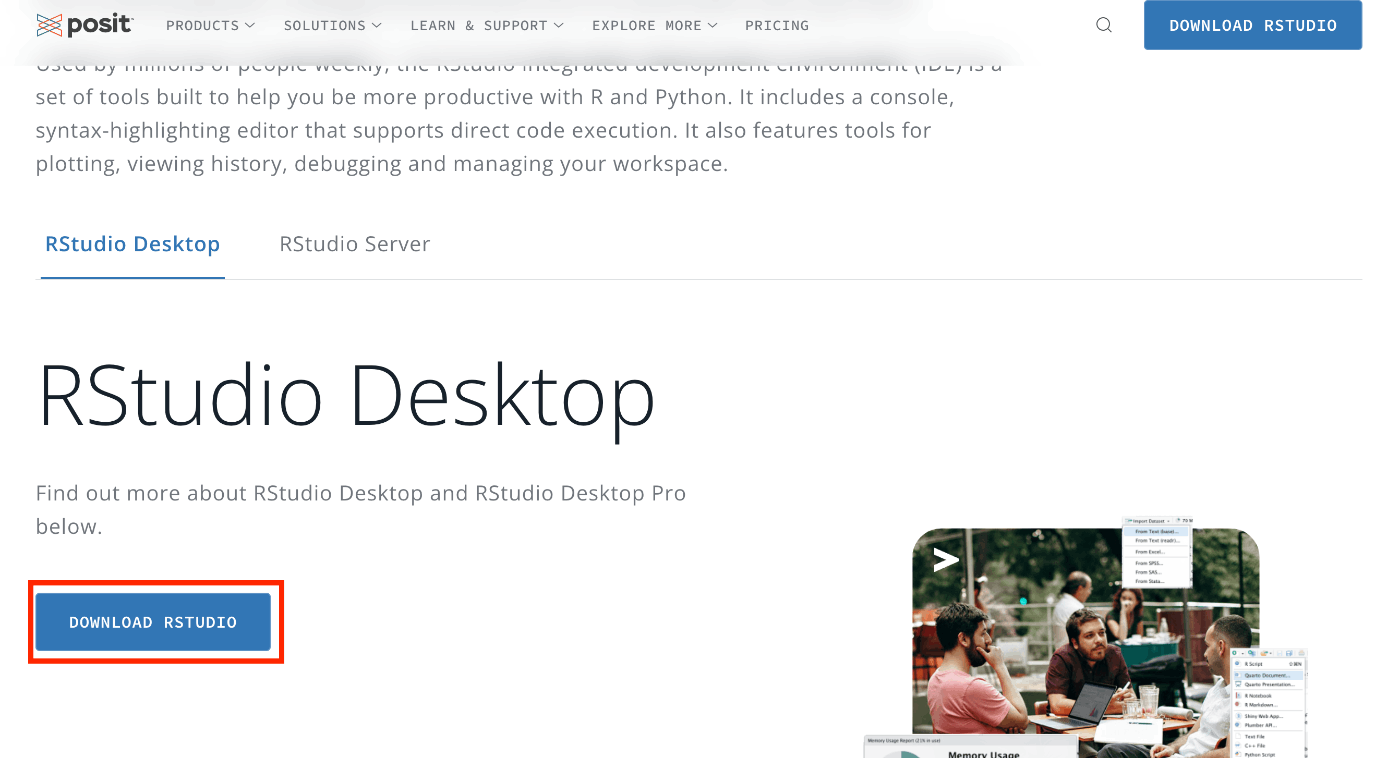 posit
PRODUCTS
SOLUTIONS
LEARN & SUPPORT
EXPLORE MORE
PRICING
DOWNLOAD RSTUDIO
Used by millions of people weekly, the RStudio integrated development environment (IDE) is a
set of tools built to help you be more productive with R and Python. It includes a console,
syntax-highlighting editor that supports direct code execution. It also features tools for
plotting, viewing history, debugging and managing your workspace.
RStudio Desktop
RStudio Server
RStudio Desktop
Find out more about RStudio Desktop and RStudio Desktop Pro
below.
DOWNLOAD RSTUDIO
Import Dataset
From Text (base)...
From Text (readr)...
From Excel...
From SPSS...
From SAS...
From Stata...
R Script
Quarto Document...
Quarto Presentation...
R Notebook
R Markdown...
Shiny Web App...
Plumber API...
Text File
C++ File
Python Script
Memory Usage Report (21% in use)
Memory Usage